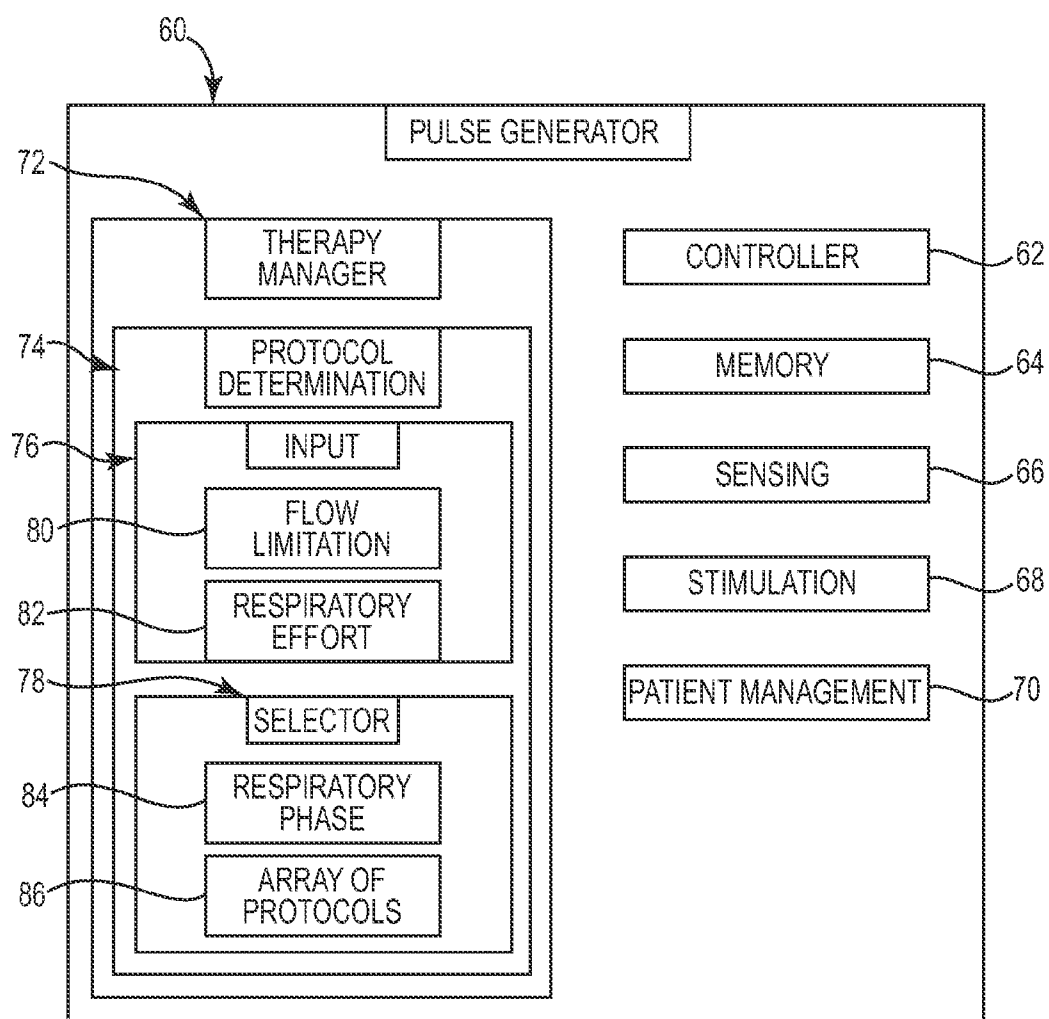 60
PULSE GENERATOR
72
THERAPY
MANAGER
CONTROLLER
62
74
PROTOCOL
DETERMINATION
MEMORY
64
76
INPUT
SENSING
66
80
FLOW
LIMITATION
STIMULATION
68
82
RESPIRATORY
EFFORT
78
SELECTOR
PATIENT MANAGEMENT
70
84
RESPIRATORY
PHASE
86
ARRAY OF
PROTOCOLS